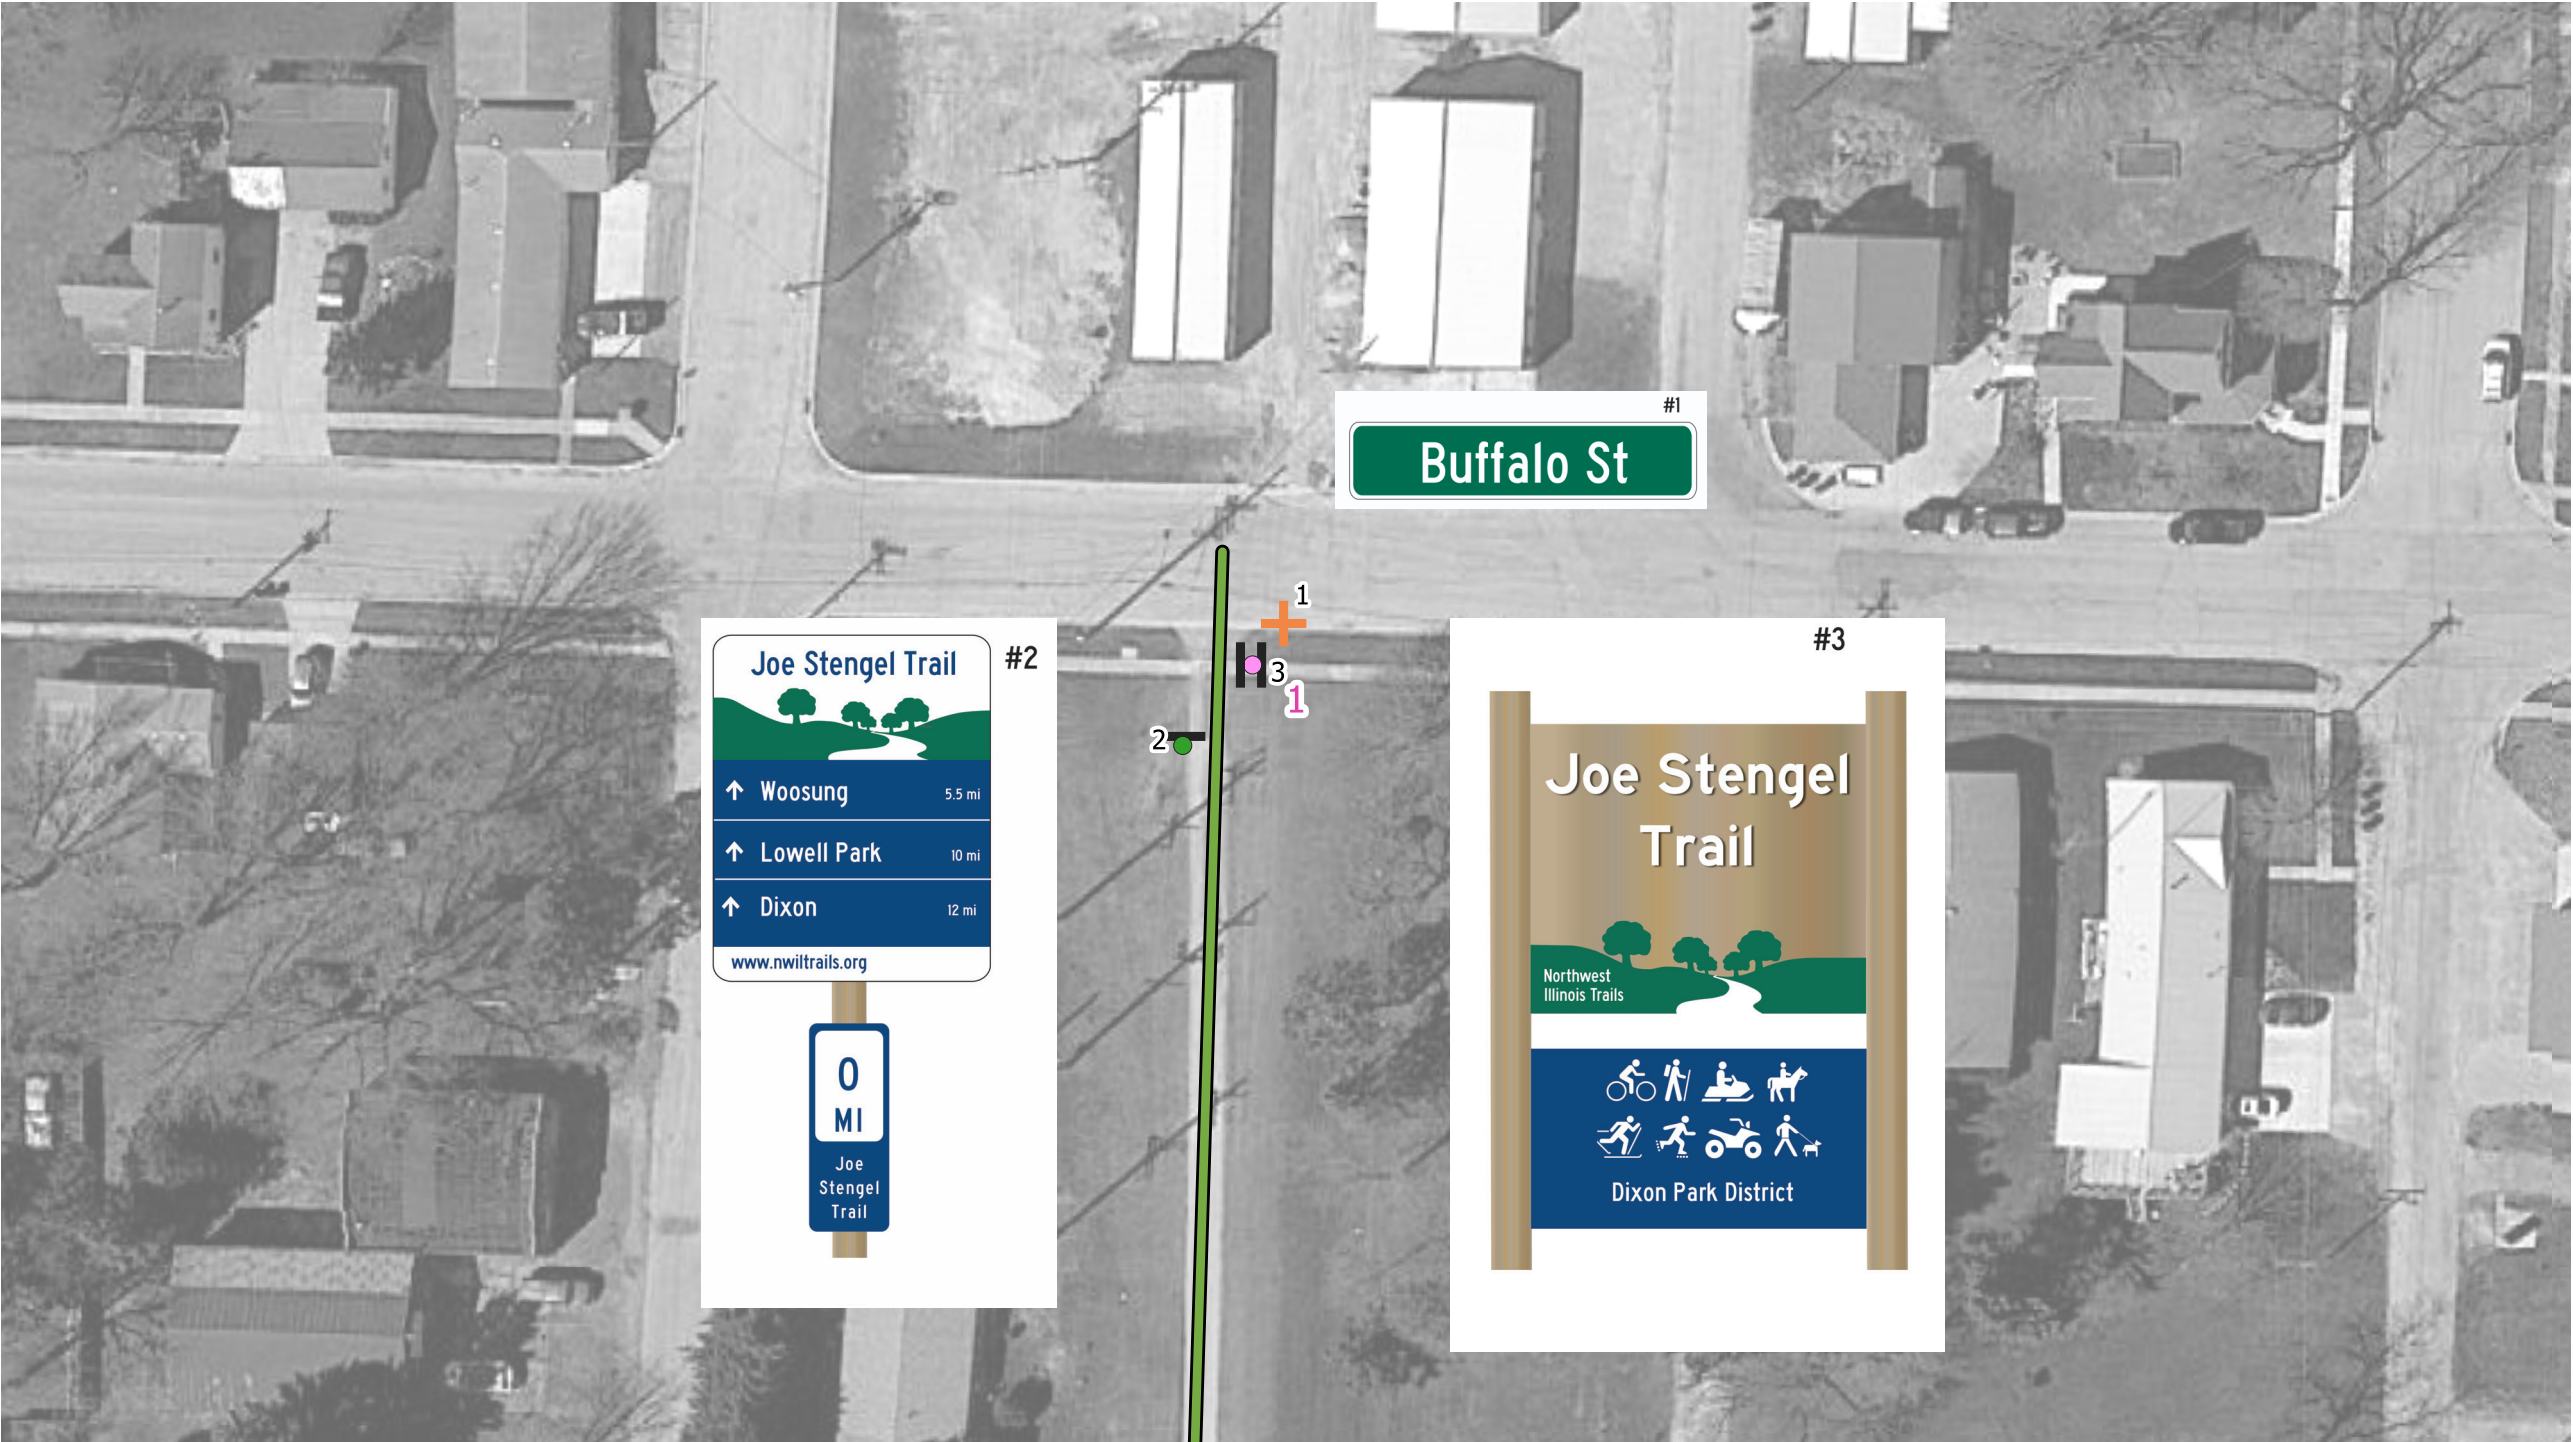 #1
Buffalo St
1
3
1
2
Joe Stengel Trail
#2
Woosung 5.5 mi
Lowell Park 10 mi
Dixon 12 mi
www.nwiltrails.org
0
MI
Joe
Stengel
Trail
#3
Joe Stengel
Trail
Northwest
Illinois Trails
Dixon Park District